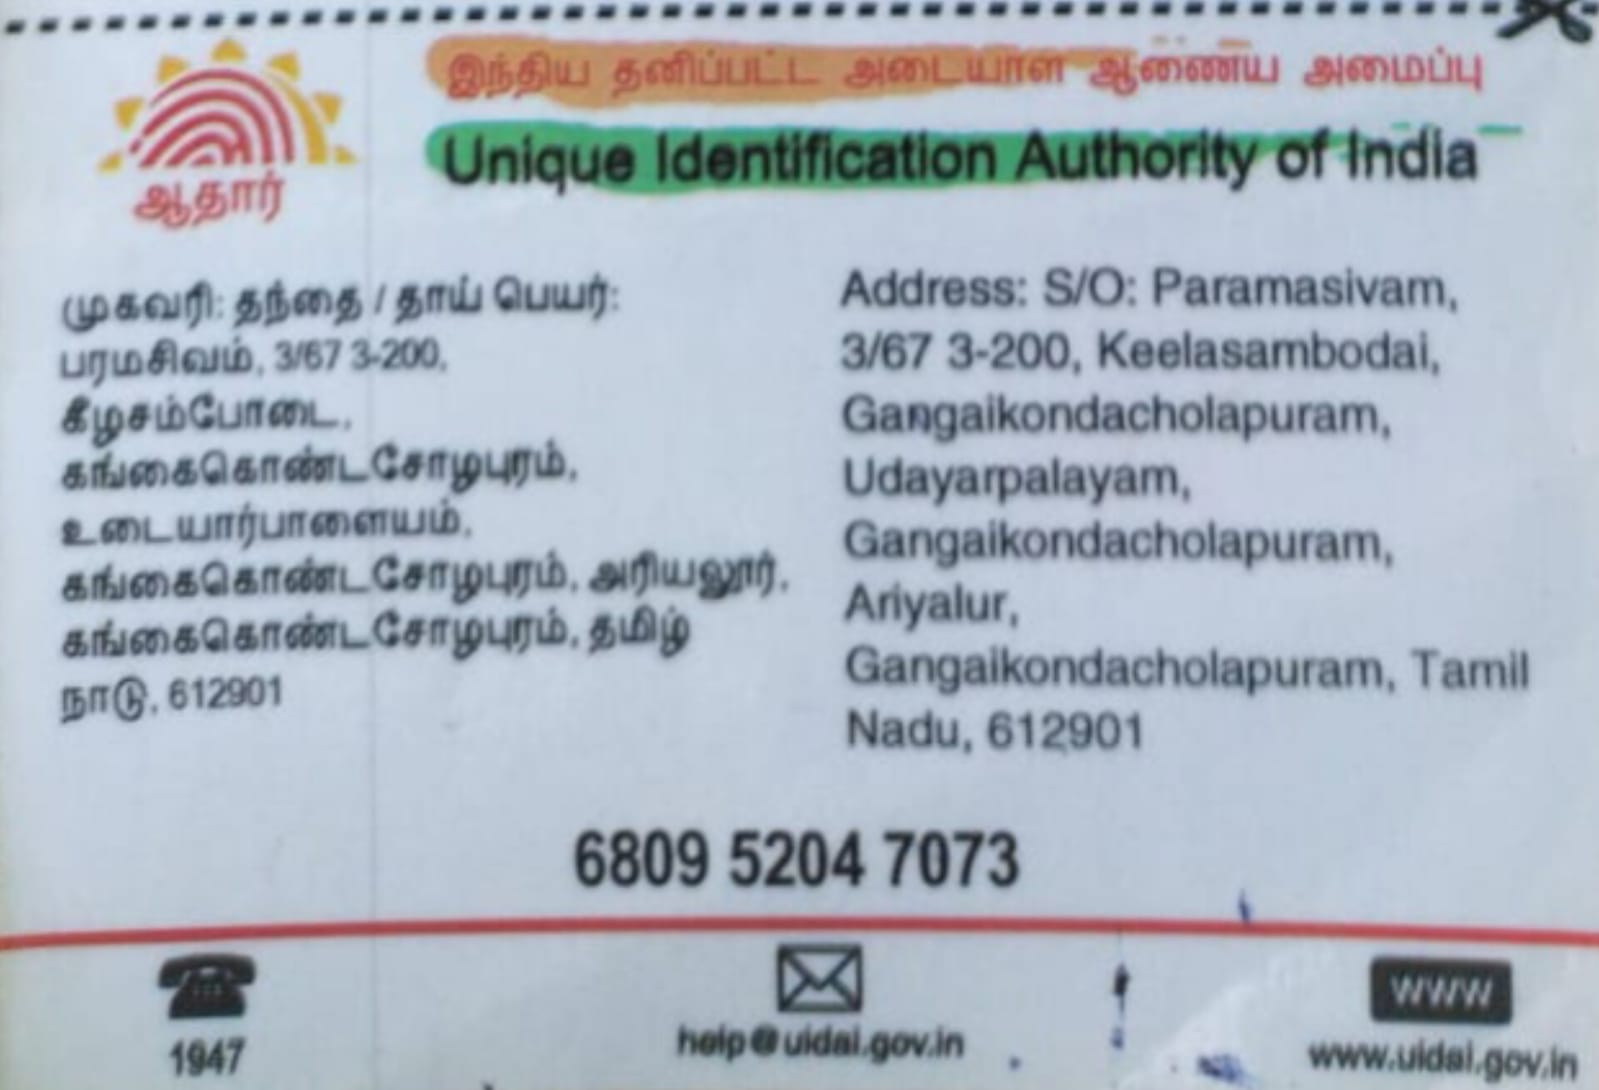 இந்திய தனிப்பட்ட அடையாள ஆணைய அமைப்பு
Unique Identification Authority of India
ஆதார்
முகவரி: தந்தை / தாய் பெயர்:
பரமசிவம், 3/67 3-200,
கீழசம்போடை,
கங்கைகொண்டசோழபுரம்,
உடையார்பாளையம்,
கங்கைகொண்டசோழபுரம், அரியலூர்,
கங்கைகொண்டசோழபுரம், தமிழ்
நாடு, 612901
Address: S/O: Paramasivam,
3/67 3-200, Keelasambodai,
Gangaikondacholapuram,
Udayarpalayam,
Gangaikondacholapuram,
Ariyalur,
Gangaikondacholapuram, Tamil
Nadu, 612901
6809 5204 7073
1947
help@uidai.gov.in
www
www.uidai.gov.in